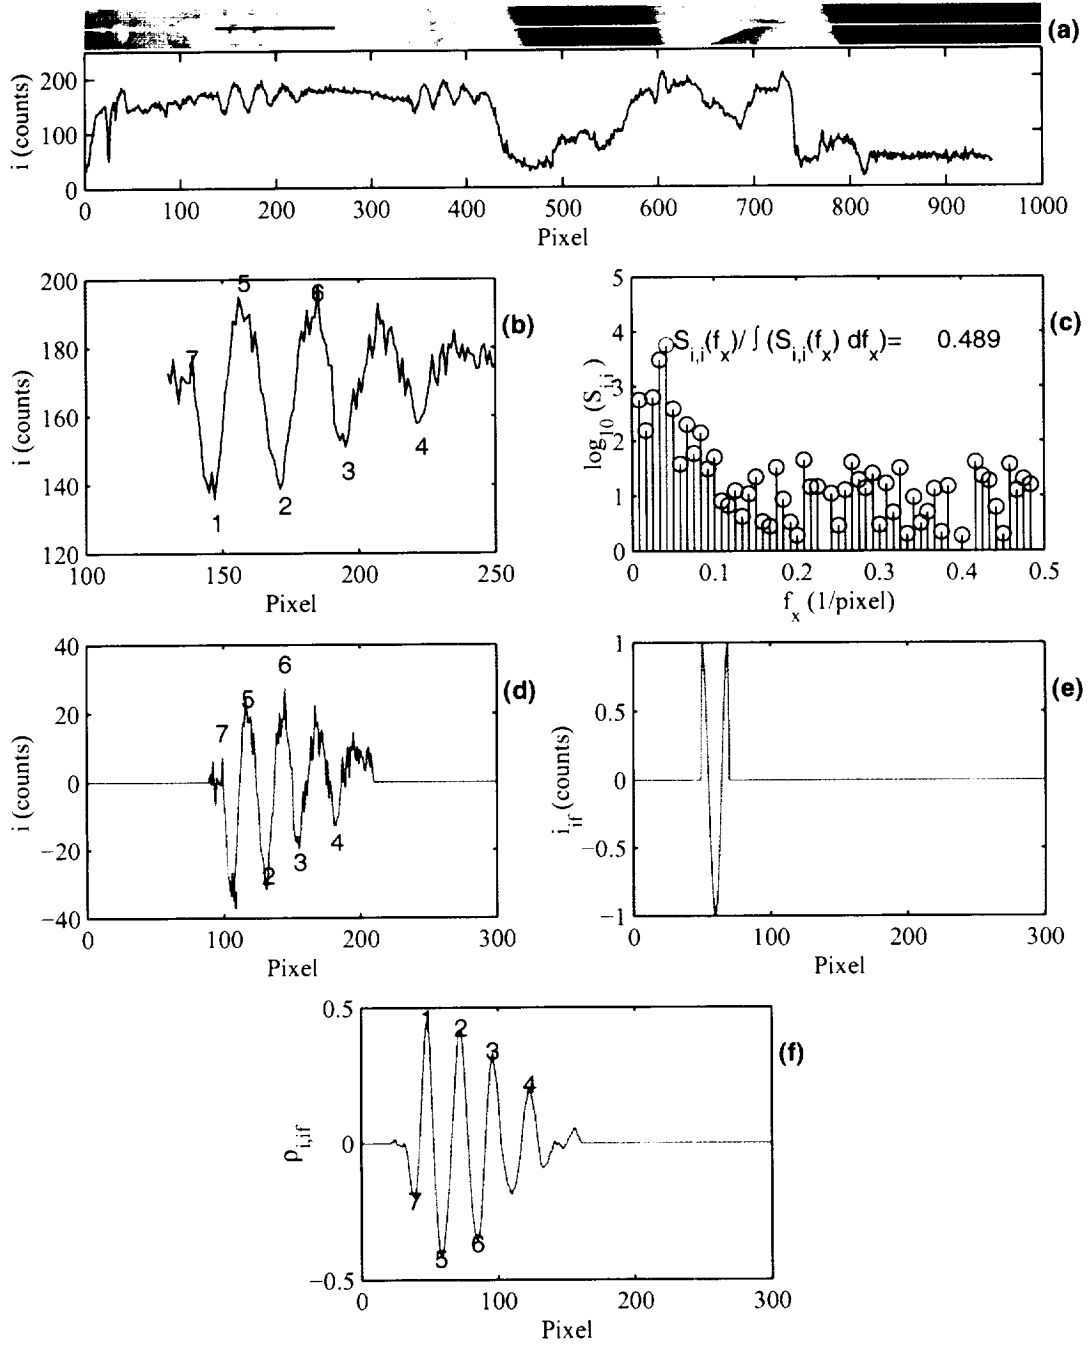 (a)
200
100
0
i (counts)
0 100 200 300 400 500 600 700 800 900 1000
Pixel
200
180
160
140
120
i (counts)
5
6
7
1
2
3
4
(b)
100 150 200 250
Pixel
5
4
3
2
1
0
log10 (Si,i)
Si,i(fx)/ ∫ (Si,i(fx) dfx)= 0.489
(c)
0 0.1 0.2 0.3 0.4 0.5
fx (1/pixel)
40
20
0
−20
−40
i (counts)
6
5
7
2
3
4
(d)
0 100 200 300
Pixel
1
0.5
0
−0.5
−1
iif (counts)
(e)
0 100 200 300
Pixel
0.5
0
−0.5
ρi,if
1
2
3
4
7
5
6
(f)
0 100 200 300
Pixel